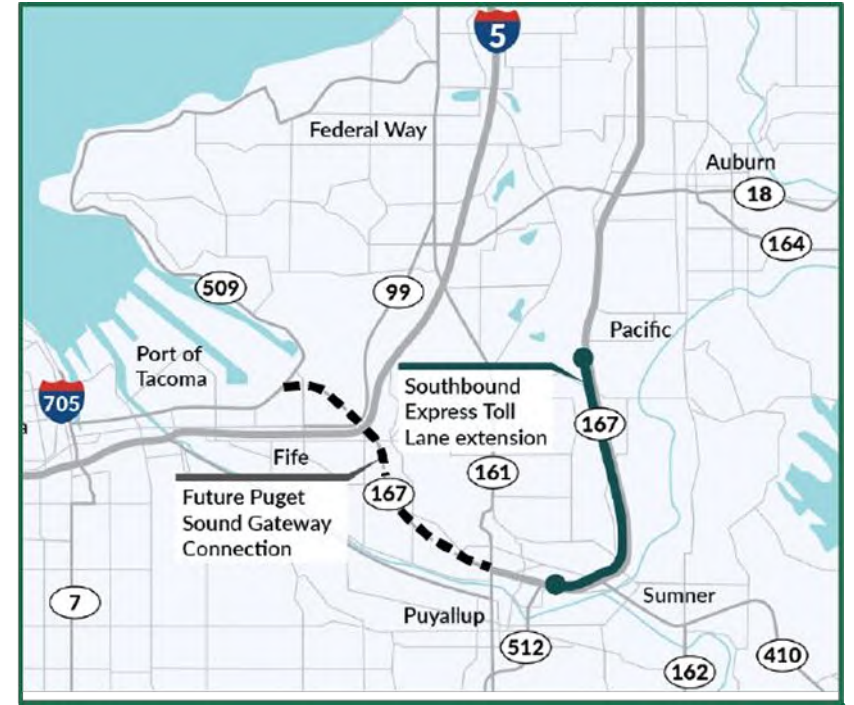 5
Federal Way
Auburn
18
164
509
99
Pacific
Port of
Tacoma
Southbound
Express Toll
Lane extension
705
167
Fife
161
167
Future Puget
Sound Gateway
Connection
7
Sumner
Puyallup
512
410
162
a